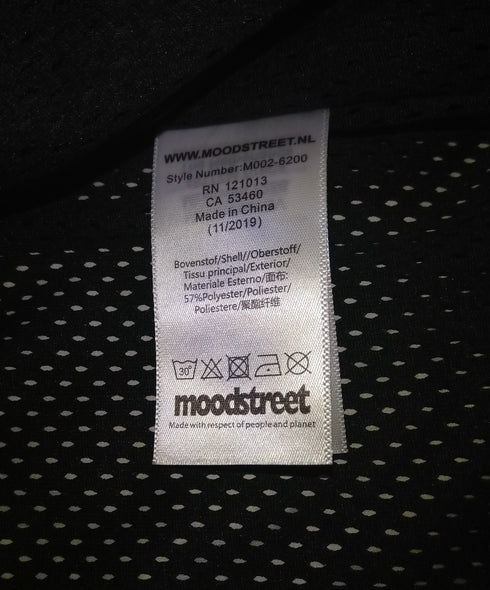 WWW.MOODSTREET.NL
Style Number:M002-6200
RN 121013
CA 53460
Made in China
(11/2019)
Bovenstof/Shell//Oberstoff/
Tissu principal/Exterior/
Materiale Esterno/面布:
57%Polyester/Poliester/
Poliestere/聚酯纤维
30°
moodstreet
Made with respect of people and planet